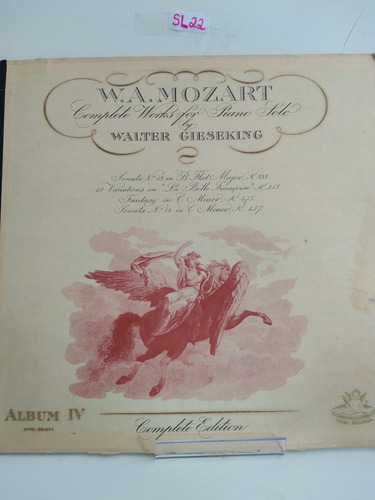 SL22
W.A. MOZART
Complete Works for Piano Solo
by
WALTER GIESEKING
Sonata No. 13 in B Flat Major, K. 333
12 Variations on "La Belle Françoise", K. 353
Fantasy in C Minor, K. 475
Sonata No. 14 in C Minor, K. 457
ALBUM IV
Complete Edition